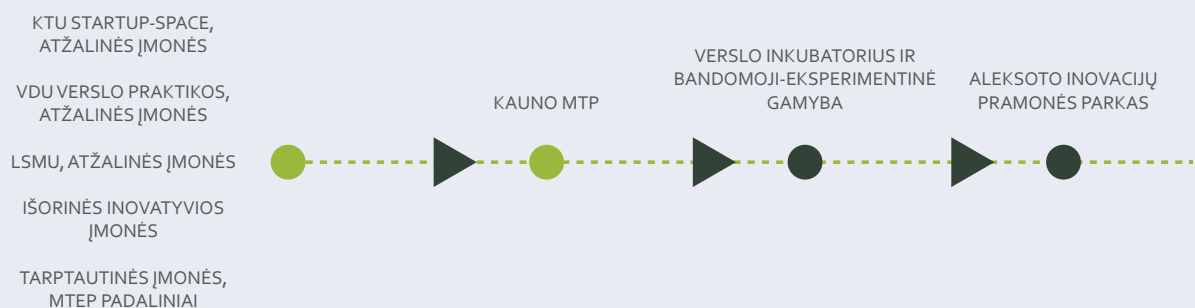 KTU STARTUP-SPACE,
ATŽALINĖS ĮMONĖS
VDU VERSLO PRAKTIKOS,
ATŽALINĖS ĮMONĖS
LSMU, ATŽALINĖS ĮMONĖS
IŠORINĖS INOVATYVIOS
ĮMONĖS
TARPTAUTINĖS ĮMONĖS,
MTEP PADALINIAI
KAUNO MTP
VERSLO INKUBATORIUS IR
BANDOMOJI-EKSPERIMENTINĖ
GAMYBA
ALEKSOTO INOVACIJŲ
PRAMONĖS PARKAS